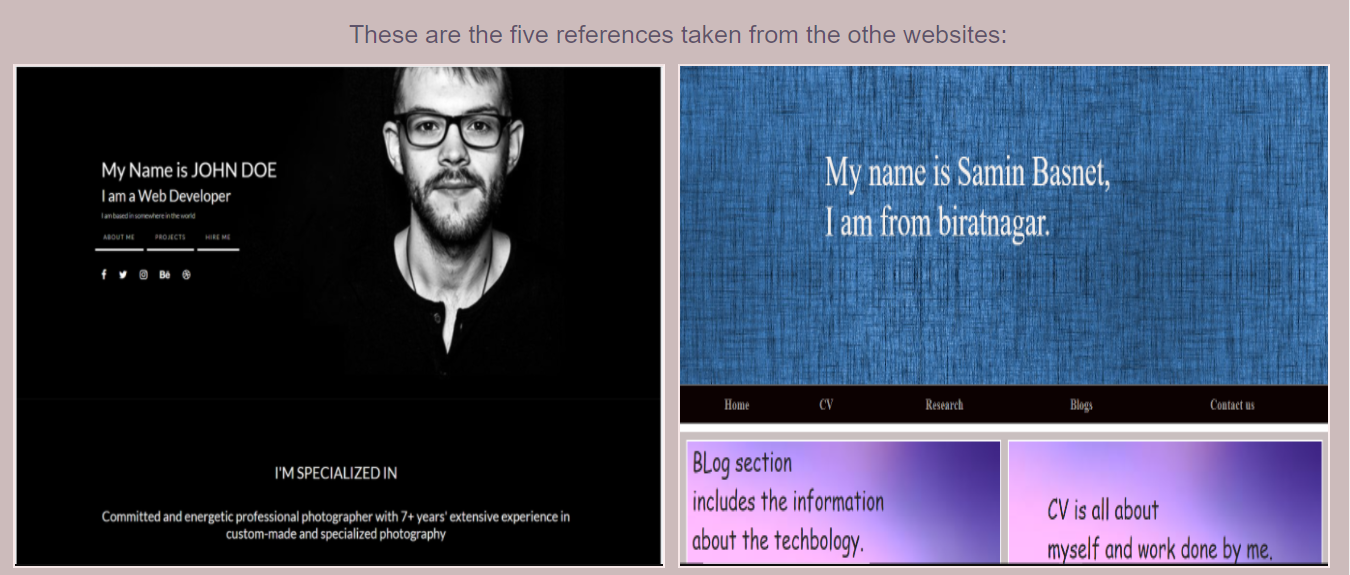 These are the five references taken from the othe websites:
My Name is JOHN DOE
I am a Web Developer
I am based in somewhere in the world
ABOUT ME PROJECTS HIRE ME
Bē
I'M SPECIALIZED IN
Committed and energetic professional photographer with 7+ years' extensive experience in
custom-made and specialized photography
My name is Samin Basnet,
I am from biratnagar.
Home CV Research Blogs Contact us
BLog section
includes the information
about the techbology.
CV is all about
myself and work done by me.